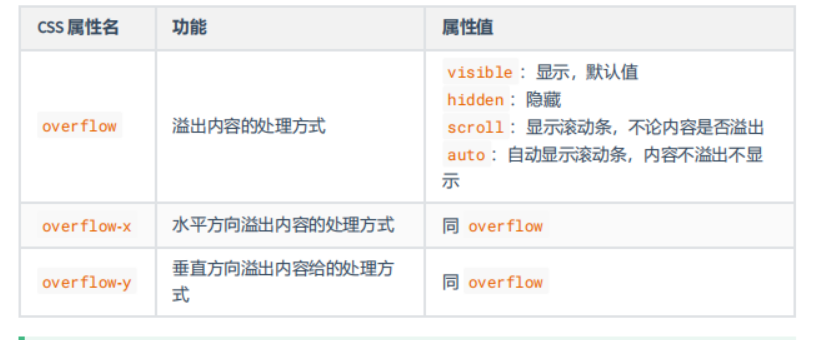 CSS 属性名 功能 属性值
overflow 溢出内容的处理方式
visible ：显示，默认值
hidden ：隐藏
scroll ：显示滚动条，不论内容是否溢出
auto ：自动显示滚动条，内容不溢出不显
示
overflow-x 水平方向溢出内容的处理方式 同 overflow
overflow-y 垂直方向溢出内容给的处理方
式
同 overflow